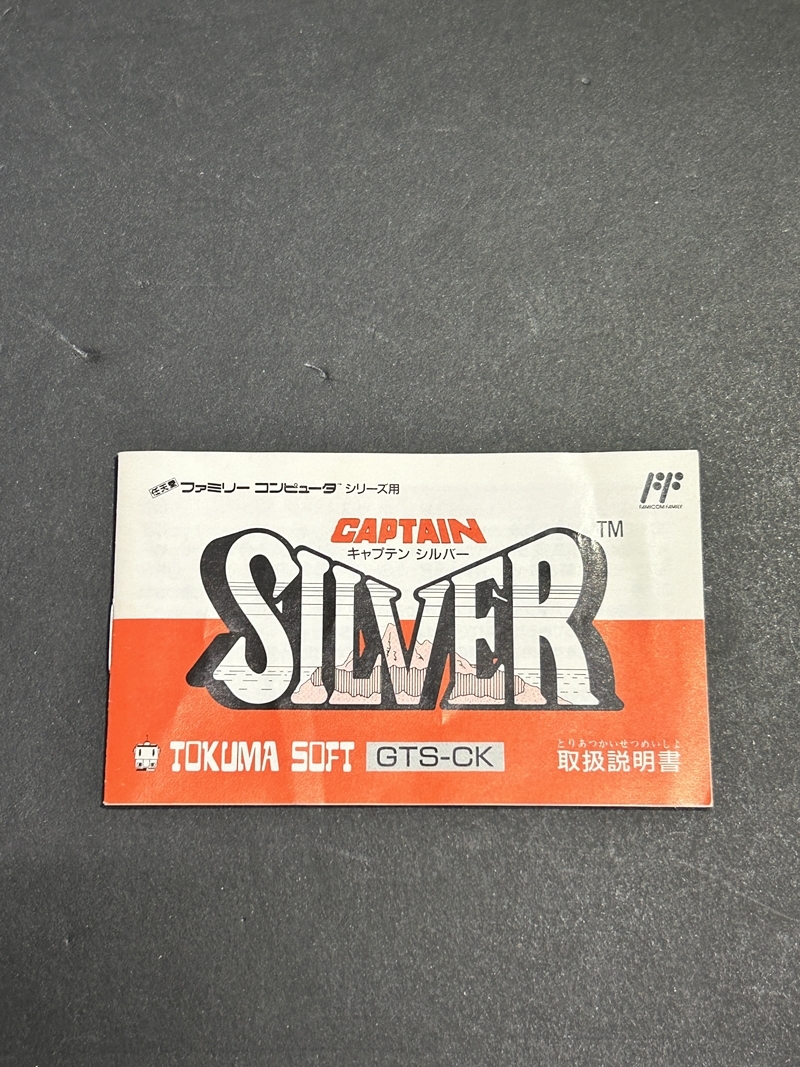 任天堂 ファミリー コンピュータ™ シリーズ用
FAMICOM FAMILY
CAPTAIN
キャプテン シルバー
SILVER TM
TOKUMA SOFT GTS-CK
とりあつかいせつめいしょ
取扱説明書